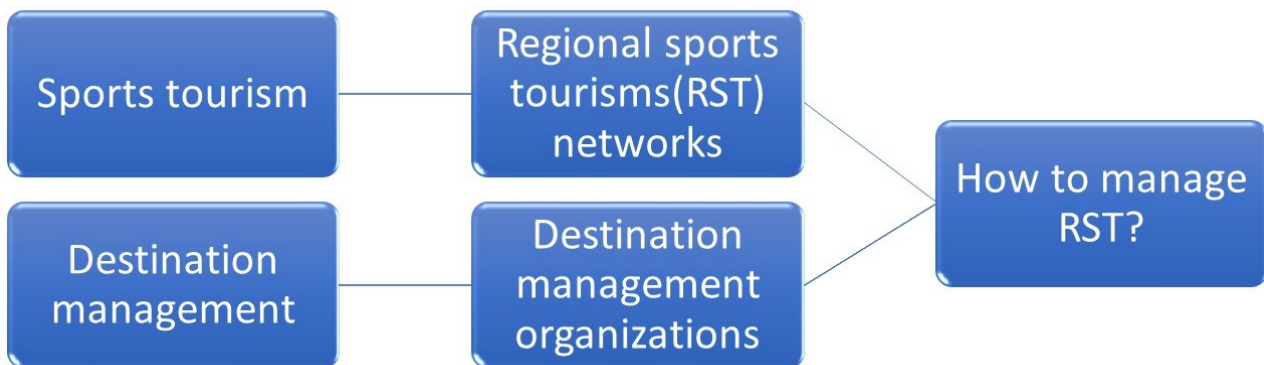 Sports tourism
Regional sports
tourisms(RST)
networks
How to manage
RST?
Destination
management
Destination
management
organizations